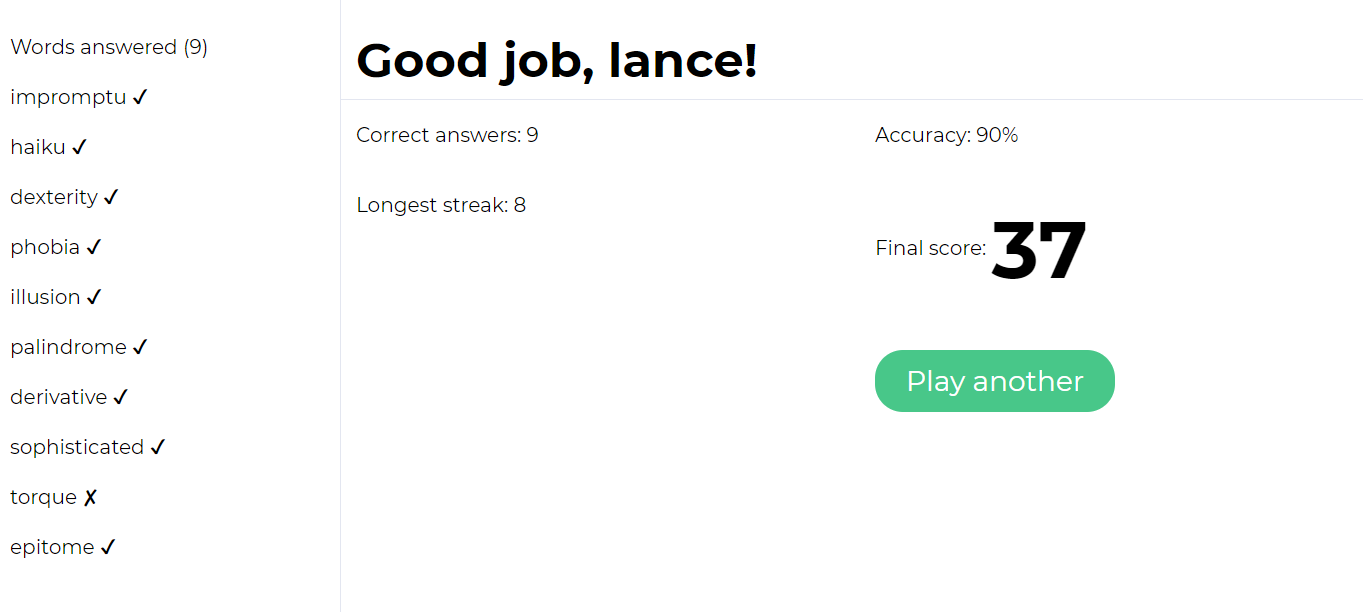 Words answered (9)
impromptu ✓
haiku ✓
dexterity ✓
phobia ✓
illusion ✓
palindrome ✓
derivative ✓
sophisticated ✓
torque ✗
epitome ✓
Good job, lance!
Correct answers: 9
Longest streak: 8
Accuracy: 90%
Final score: 37
Play another